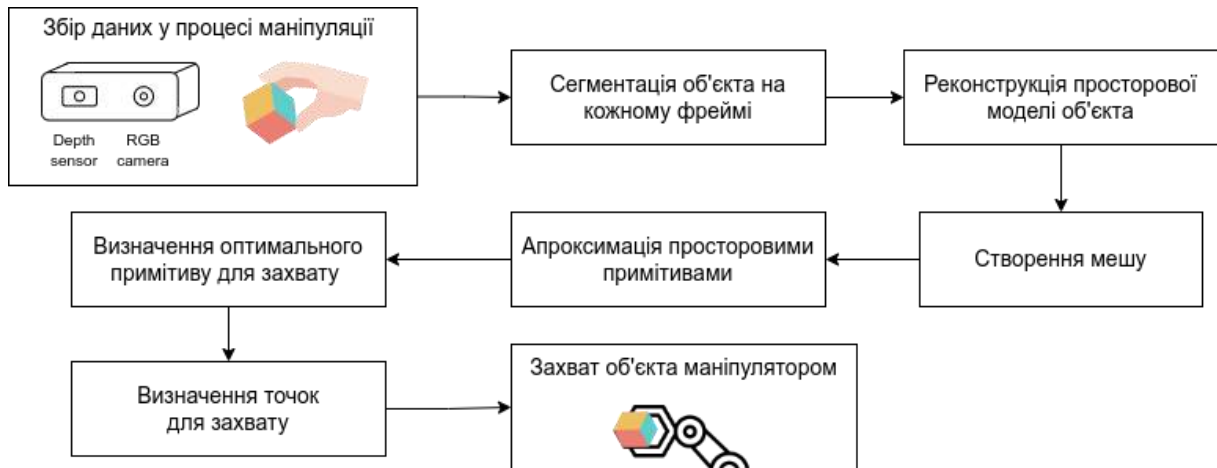 Збір даних у процесі маніпуляції
Depth
sensor
RGB
camera
Сегментація об'єкта на
кожному фреймі
Реконструкція просторової
моделі об'єкта
Створення мешу
Апроксимація просторовими
примітивами
Визначення оптимального
примітиву для захвату
Визначення точок
для захвату
Захват об'єкта маніпулятором